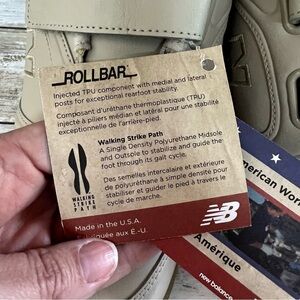 ROLLBAR
Injected TPU component with medial and lateral
posts for exceptional rearfoot stability.
Composant d'uréthane thermoplastique (TPU)
injecté à piliers médian et latéral pour une stabilité
exceptionnelle de l'arrière-pied.
Walking Strike Path
A Single Density Polyurethane Midsole
and Outsole to stabilize and guide the
foot through its gait cycle.
Des semelles intercalaire et extérieure
de polyuréthane à simple densité pour
stabiliser et guider le pied à travers le
cycle de marche.
WALKING
STRIKE
PATH
Made in the U.S.A.
aux É.-U.
NB
American
Amérique
new balance